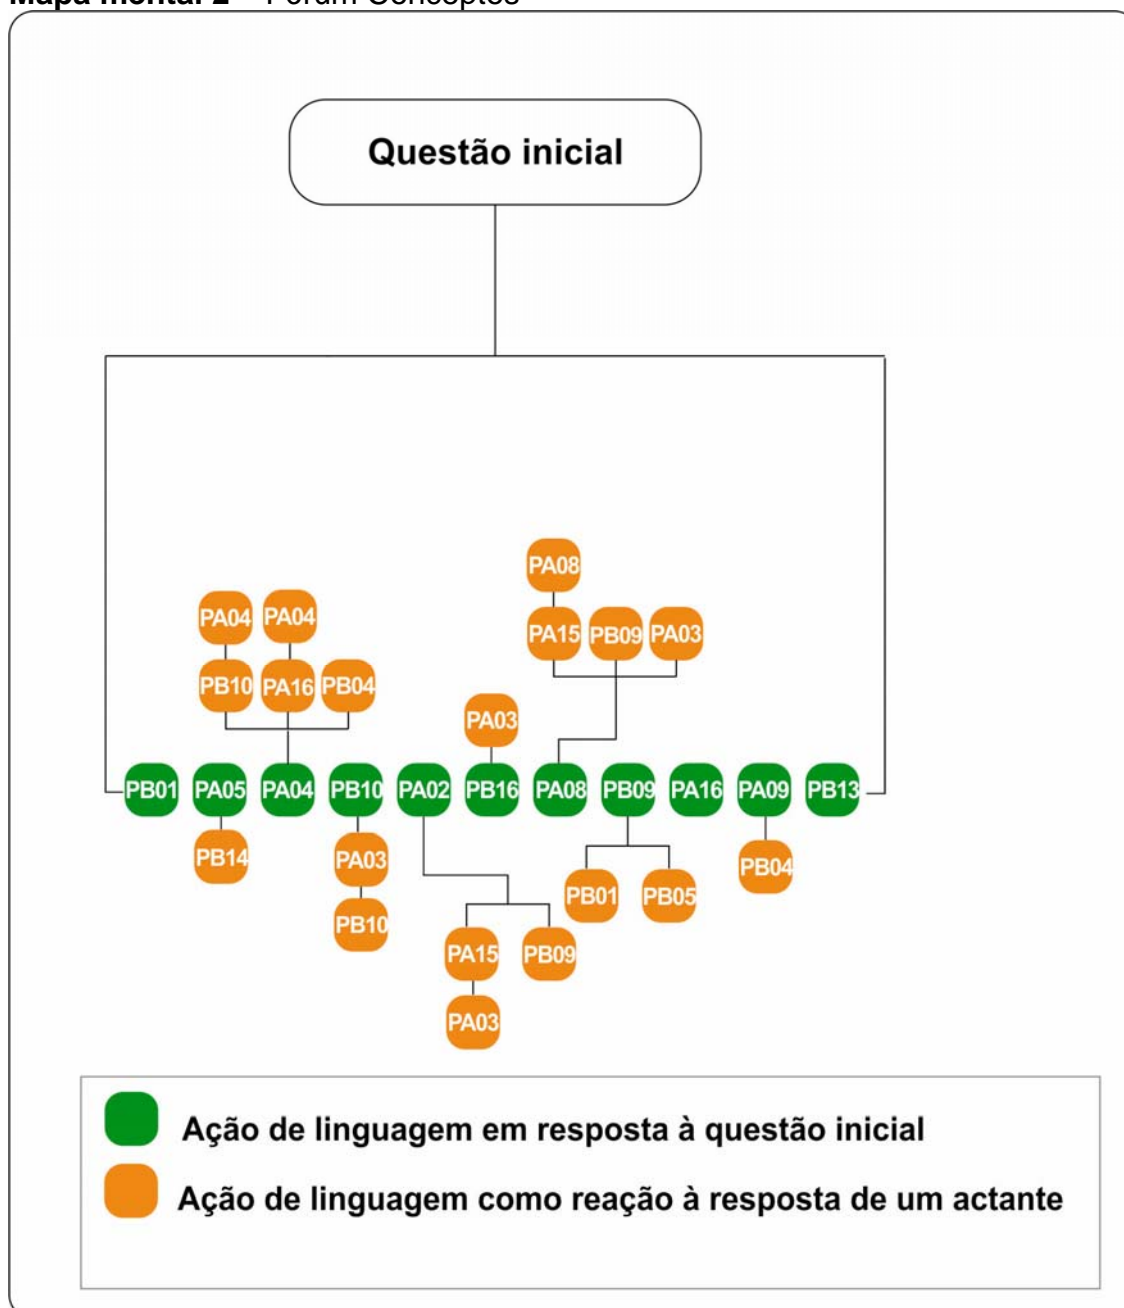 Mapa mental 2 – Fórum Conceptos
Questão inicial
PA08
PA04 PA04
PA15 PB09 PA03
PB10 PA16 PB04
PA03
PB01 PA05 PA04 PB10 PA02 PB16 PA08 PB09 PA16 PA09 PB13
PB14 PA03 PB04
PB01 PB05
PB10
PA15 PB09
PA03
Ação de linguagem em resposta à questão inicial
Ação de linguagem como reação à resposta de um actante